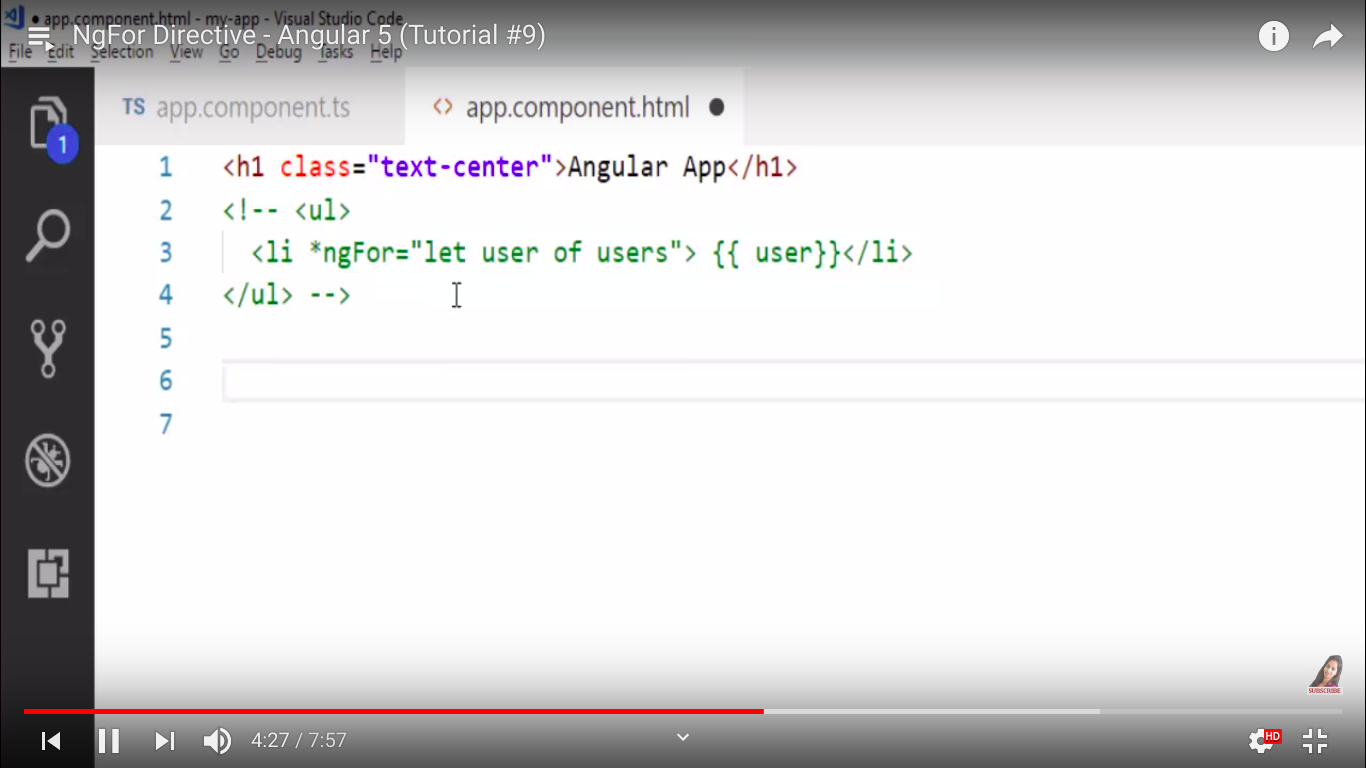 ● app.component.html - my-app - Visual Studio Code
NgFor Directive - Angular 5 (Tutorial #9)
File Edit Selection View Go Debug Tasks Help
TS app.component.ts
<> app.component.html ●
1
1 <h1 class="text-center">Angular App</h1>
2 <!-- <ul>
3 <li *ngFor="let user of users"> {{ user}}</li>
4 </ul> -->
5
6
7
SUBSCRIBE
4:27 / 7:57
HD